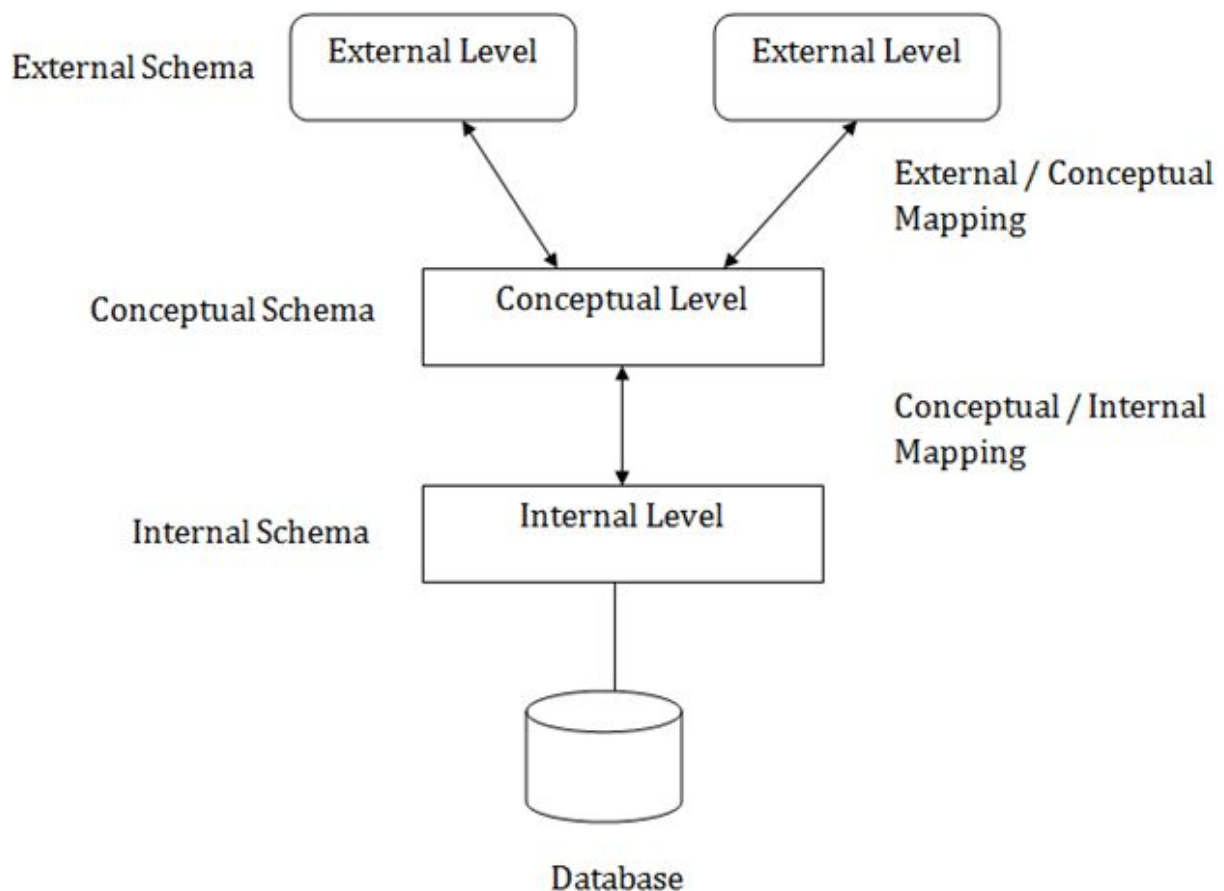 External Schema
External Level
External Level
External / Conceptual
Mapping
Conceptual Schema
Conceptual Level
Conceptual / Internal
Mapping
Internal Schema
Internal Level
Database